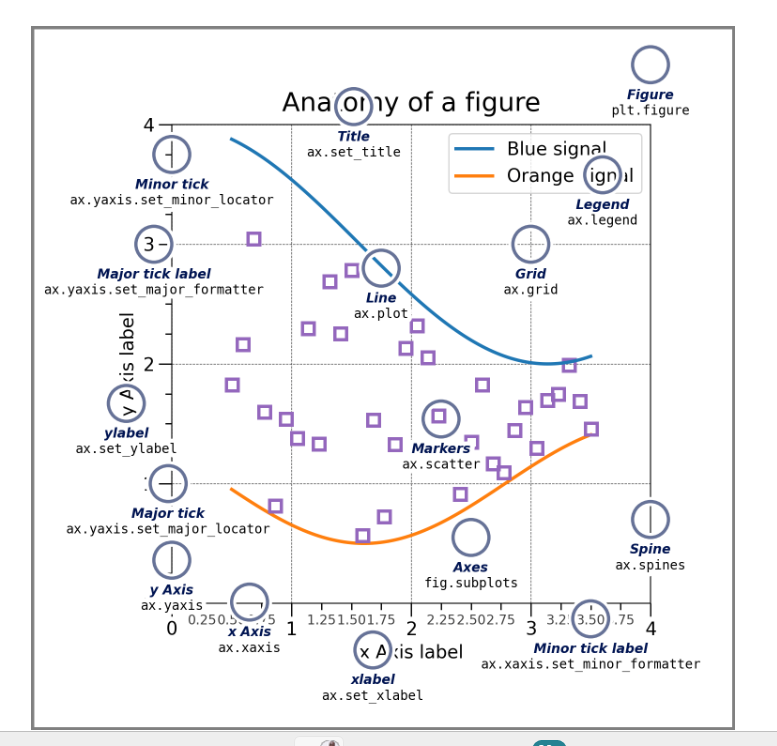 Figure
plt.figure
Anatomy of a figure
Title
ax.set_title
4
Blue signal
Orange signal
Legend
ax.legend
Minor tick
ax.yaxis.set_minor_locator
3
Major tick label
ax.yaxis.set_major_formatter
Grid
ax.grid
Line
ax.plot
y Axis label
2
ylabel
ax.set_ylabel
Markers
ax.scatter
Major tick
ax.yaxis.set_major_locator
Spine
ax.spines
Axes
fig.subplots
y Axis
ax.yaxis
0.25 0.50 75
1.25 1.50 1.75
2.25 2.50 2.75
3.2 3.50 .75
0 1 2 3 4
x Axis
ax.xaxis
x Axis label
Minor tick label
ax.xaxis.set_minor_formatter
xlabel
ax.set_xlabel